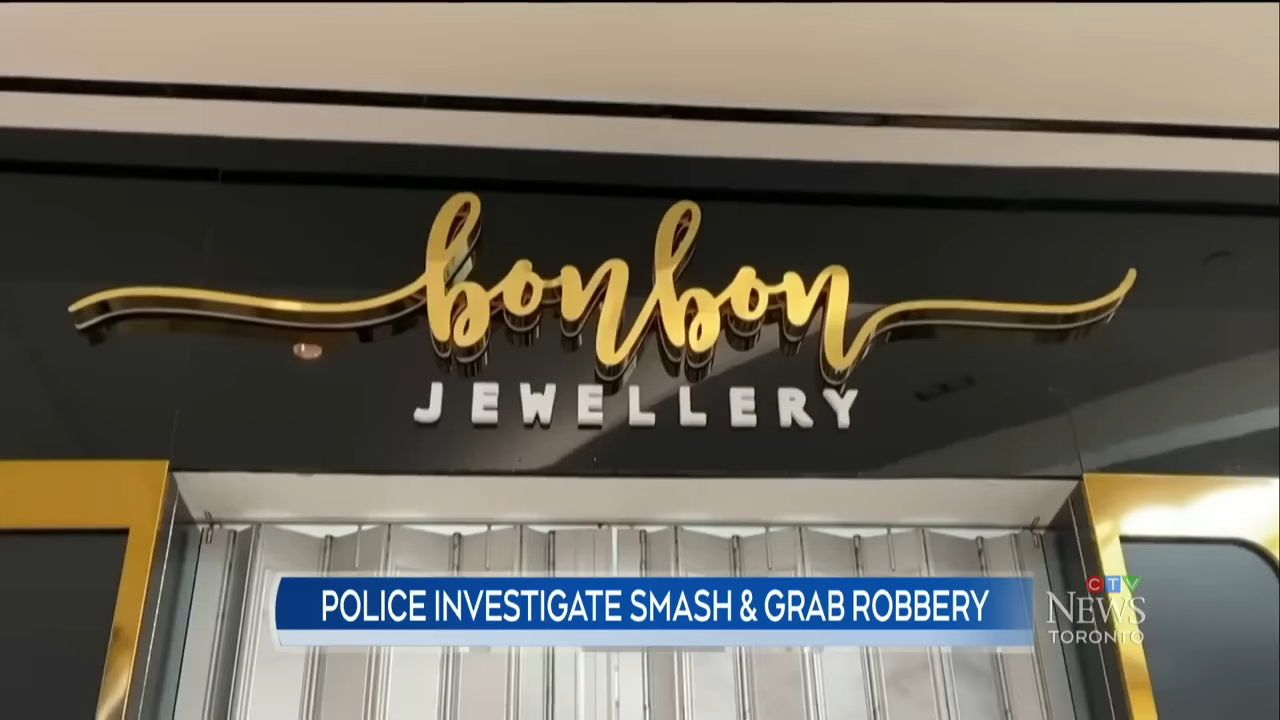 bonbon
JEWELLERY
POLICE INVESTIGATE SMASH & GRAB ROBBERY
CTV
NEWS
TORONTO